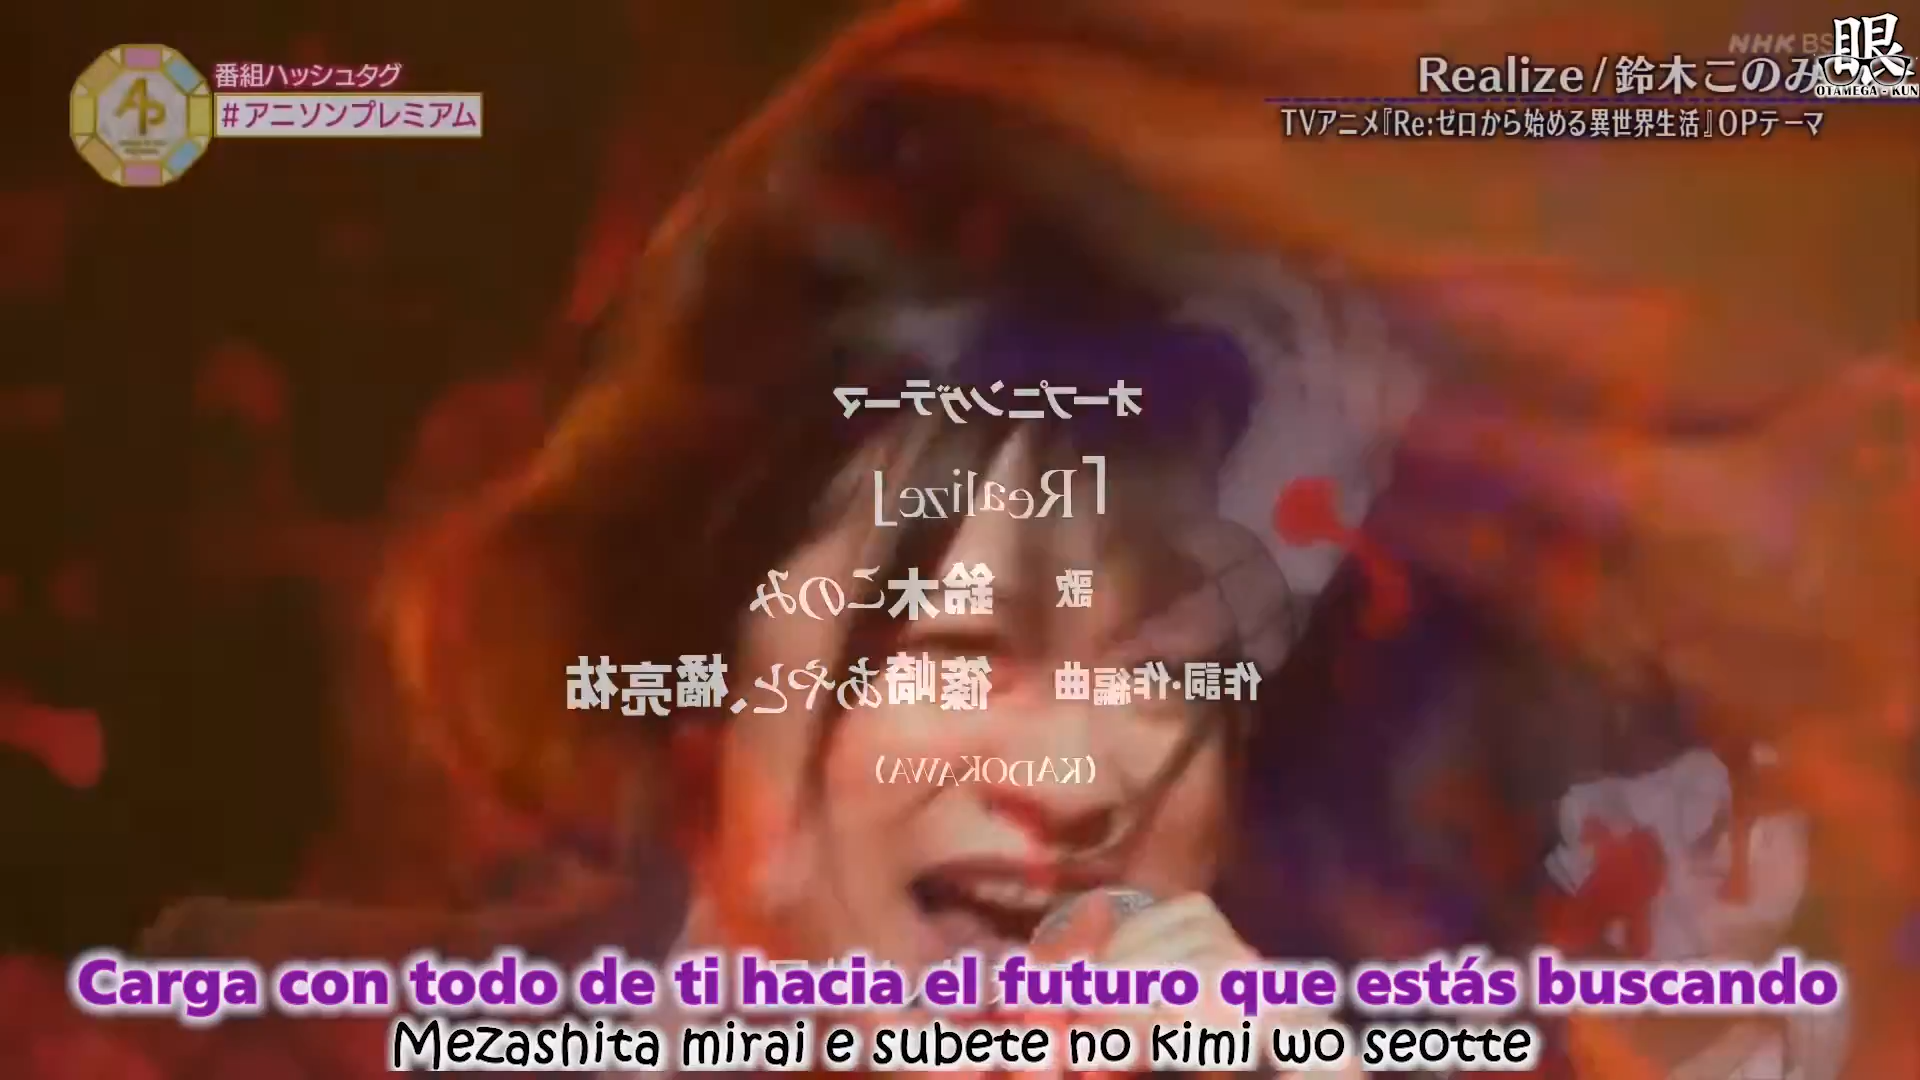 NHK BS
眼
OTAMEGA - KUN
番組ハッシュタグ
#アニソンプレミアム
AP
Realize/鈴木このみ
TVアニメ『Re:ゼロから始める異世界生活』OPテーマ
オープニングテーマ
「Realize」
歌 鈴木このみ
作詞・作編曲 篠崎あやと、橘亮祐
(KADOKAWA)
Carga con todo de ti hacia el futuro que estás buscando
Mezashita mirai e subete no kimi wo seotte